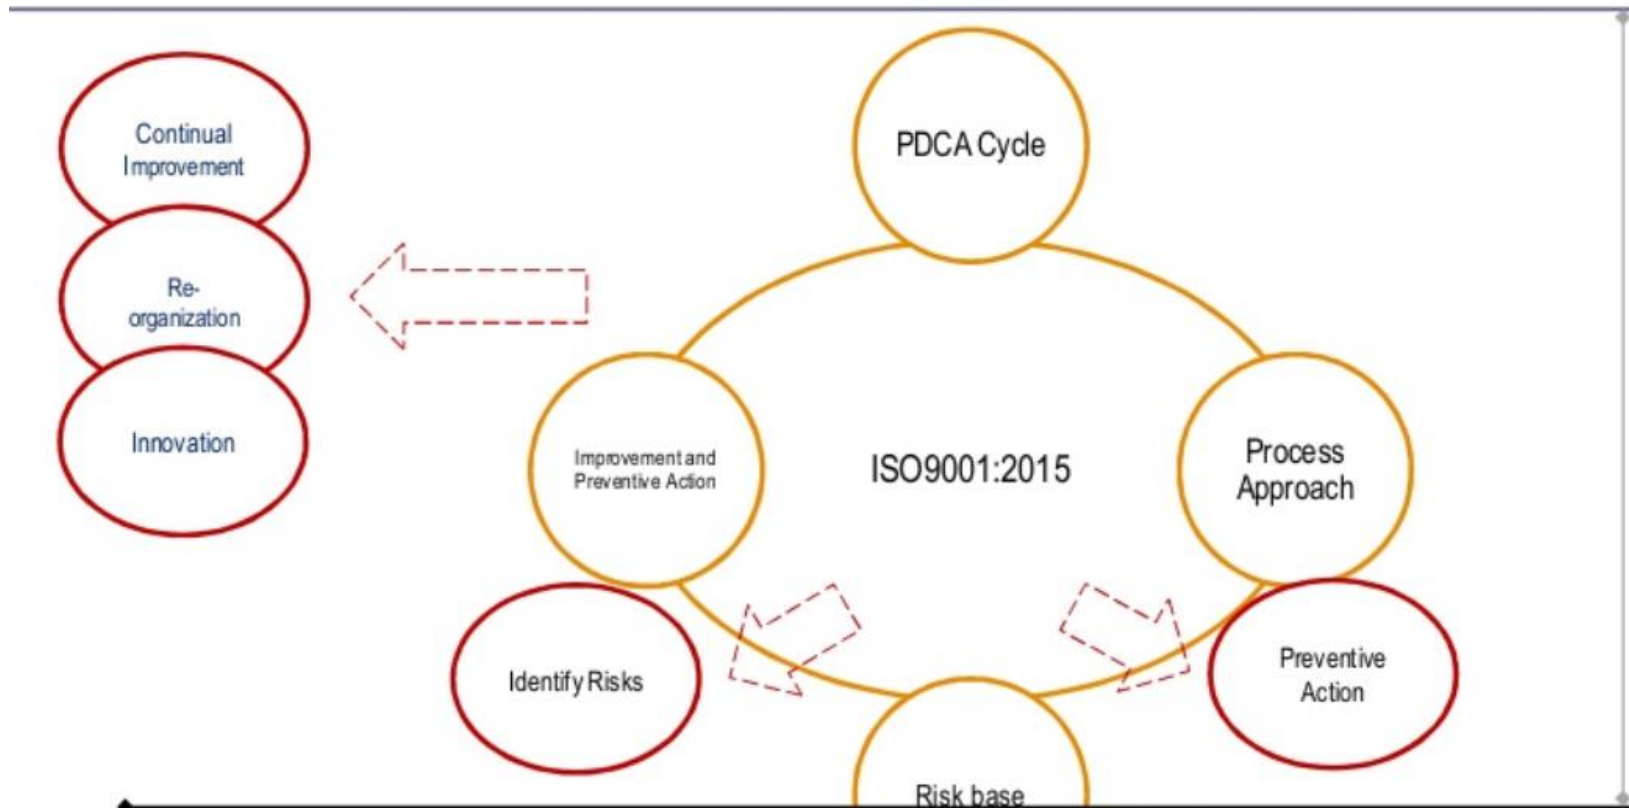 Continual
Improvement
Re-
organization
Innovation
PDCA Cycle
Improvement and
Preventive Action
ISO9001:2015
Process
Approach
Identify Risks
Preventive
Action
Risk base